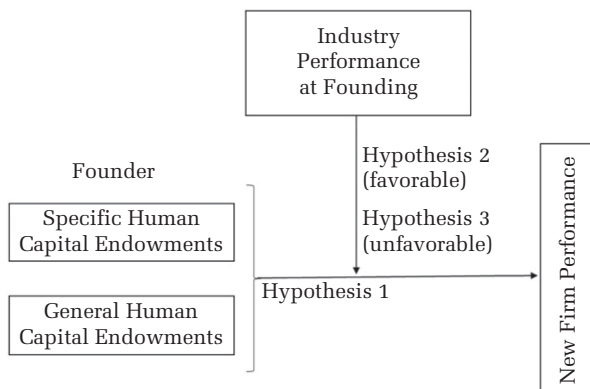 Industry
Performance
at Founding
Hypothesis 2
(favorable)
Founder
Specific Human
Capital Endowments
Hypothesis 3
(unfavorable)
Hypothesis 1
General Human
Capital Endowments
New Firm Performance